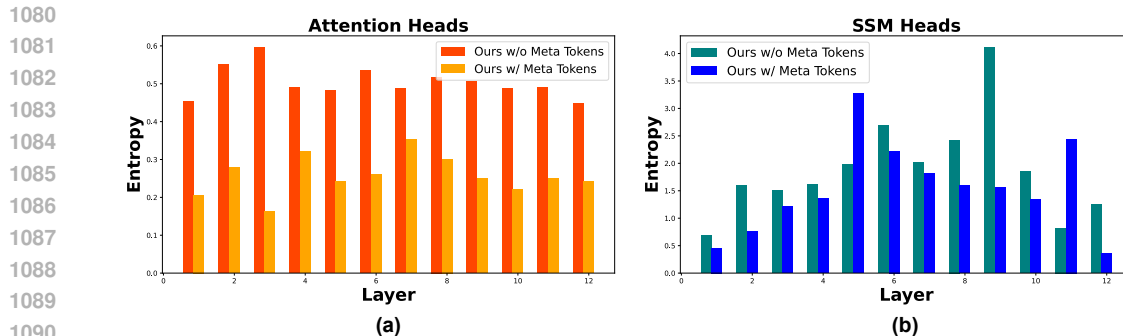 1080
1081
1082
1083
1084
1085
1086
1087
1088
1089
1090
Attention Heads
Ours w/o Meta Tokens
Ours w/ Meta Tokens
Entropy
0.6
0.5
0.4
0.3
0.2
0.1
0.0
0 2 4 6 8 10 12
Layer
(a)
SSM Heads
Ours w/o Meta Tokens
Ours w/ Meta Tokens
Entropy
4.0
3.5
3.0
2.5
2.0
1.5
1.0
0.5
0.0
0 2 4 6 8 10 12
Layer
(b)